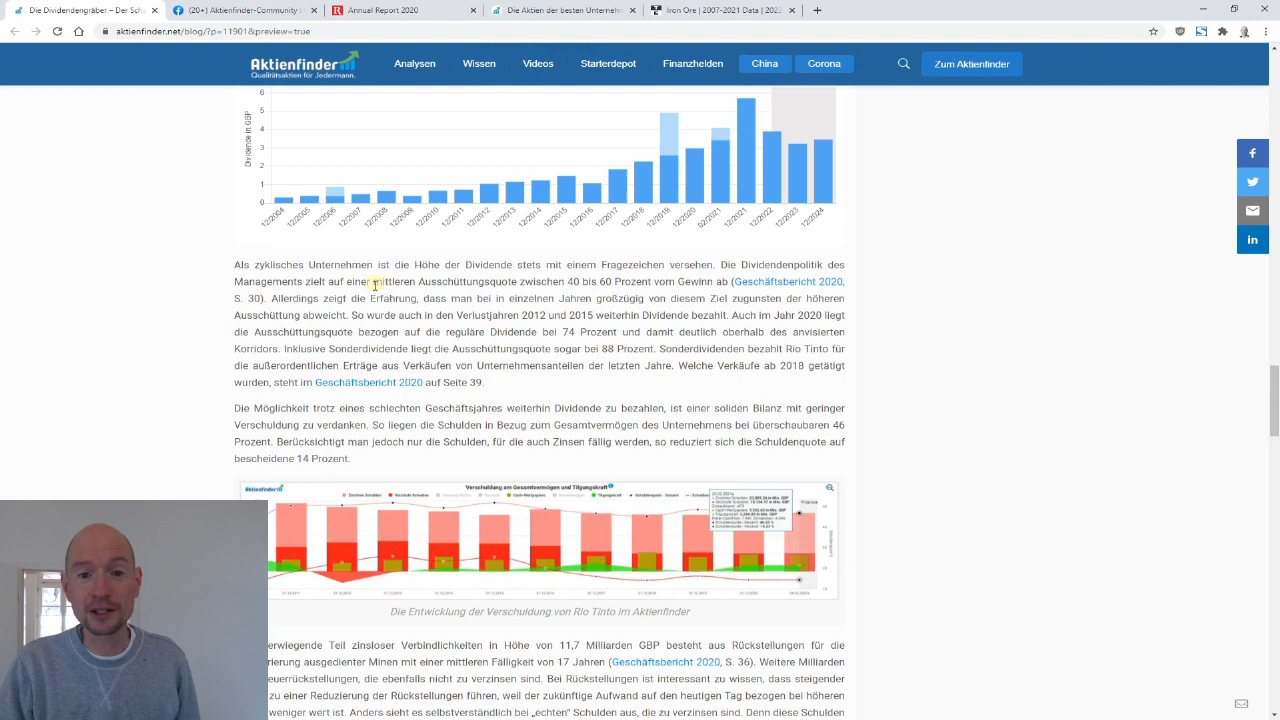 Die Dividendengräber – Der Scha
(20+) Aktien-Community
Annual Report 2020
Die Aktien der besten Unternehm
Iron Ore | 2007-2021 Data | 2022
aktienfinder.net/blog/?p=11901&preview=true
Aktienfinder
Qualitätsaktien für Jedermann.
Analysen
Wissen
Videos
Starterdepot
Finanzhelden
China
Corona
Zum Aktienfinder
Dividende in GBP
6
5
4
3
2
1
0
12/2004 12/2005 12/2006 12/2007 12/2008 12/2009 12/2010 12/2011 12/2012 12/2013 12/2014 12/2015 12/2016 12/2017 12/2018 12/2019 12/2020 02/2021 12/2021 12/2022 12/2023 12/2024
Als zyklisches Unternehmen ist die Höhe der Dividende stets mit einem Fragezeichen versehen. Die Dividendenpolitik des
Managements zielt auf einer mittleren Ausschüttungsquote zwischen 40 bis 60 Prozent vom Gewinn ab (Geschäftsbericht 2020,
S. 30). Allerdings zeigt die Erfahrung, dass man bei in einzelnen Jahren großzügig von diesem Ziel zugunsten der höheren
Ausschüttung abweicht. So wurde auch in den Verlustjahren 2012 und 2015 weiterhin Dividende bezahlt. Auch im Jahr 2020 liegt
die Ausschüttungsquote bezogen auf die reguläre Dividende bei 74 Prozent und damit deutlich oberhalb des anvisierten
Korridors. Inklusive Sonderdividende liegt die Ausschüttungsquote sogar bei 88 Prozent. Sonderdividenden bezahlt Rio Tinto für
die außerordentlichen Erträge aus Verkäufen von Unternehmensanteilen der letzten Jahre. Welche Verkäufe ab 2018 getätigt
wurden, steht im Geschäftsbericht 2020 auf Seite 39.
Die Möglichkeit trotz eines schlechten Geschäftsjahres weiterhin Dividende zu bezahlen, ist einer soliden Bilanz mit geringer
Verschuldung zu verdanken. So liegen die Schulden in Bezug zum Gesamtvermögen des Unternehmens bei überschaubaren 46
Prozent. Berücksichtigt man jedoch nur die Schulden, für die auch Zinsen fällig werden, so reduziert sich die Schuldenquote auf
bescheidene 14 Prozent.
Aktienfinder
Verschuldung am Gesamtvermögen und Tilgungskraft
Prognose
Die Entwicklung der Verschuldung von Rio Tinto im Aktienfinder
erwiegende Teil zinsloser Verbindlichkeiten in Höhe von 11,7 Milliarden GBP besteht aus Rückstellungen für die
rierung ausgedienter Minen mit einer mittleren Fälligkeit von 17 Jahren (Geschäftsbericht 2020, S. 36). Weitere Milliarden
euerrückstellungen, die ebenfalls nicht zu verzinsen sind. Bei Rückstellungen ist interessant zu wissen, dass steigender
zu einer Reduzierung der Rückstellungen führen, weil der zukünftige Aufwand auf den heutigen Tag bezogen bei höheren
weniger wert ist. Anders sieht es selbstverständlich bei „echten" Schulden aus, die zu verzinsen sind. Denn diese Schulden